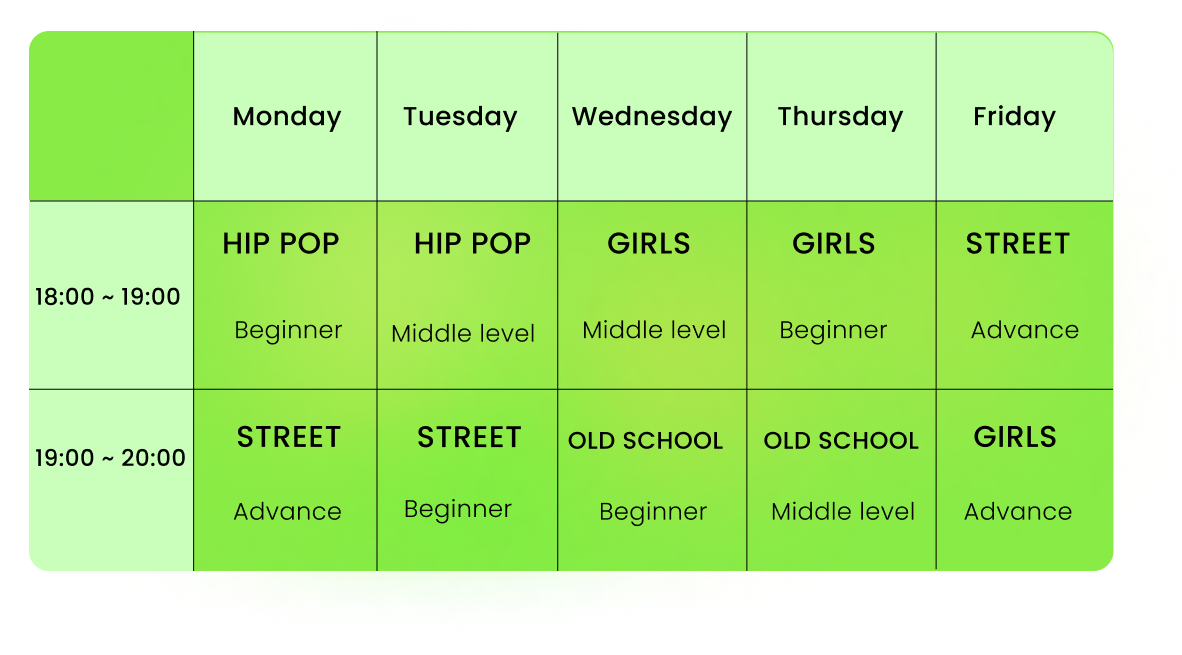 Monday Tuesday Wednesday Thursday Friday
18:00 ~ 19:00
HIP POP HIP POP GIRLS GIRLS STREET
Beginner Middle level Middle level Beginner Advance
19:00 ~ 20:00
STREET STREET OLD SCHOOL OLD SCHOOL GIRLS
Advance Beginner Beginner Middle level Advance